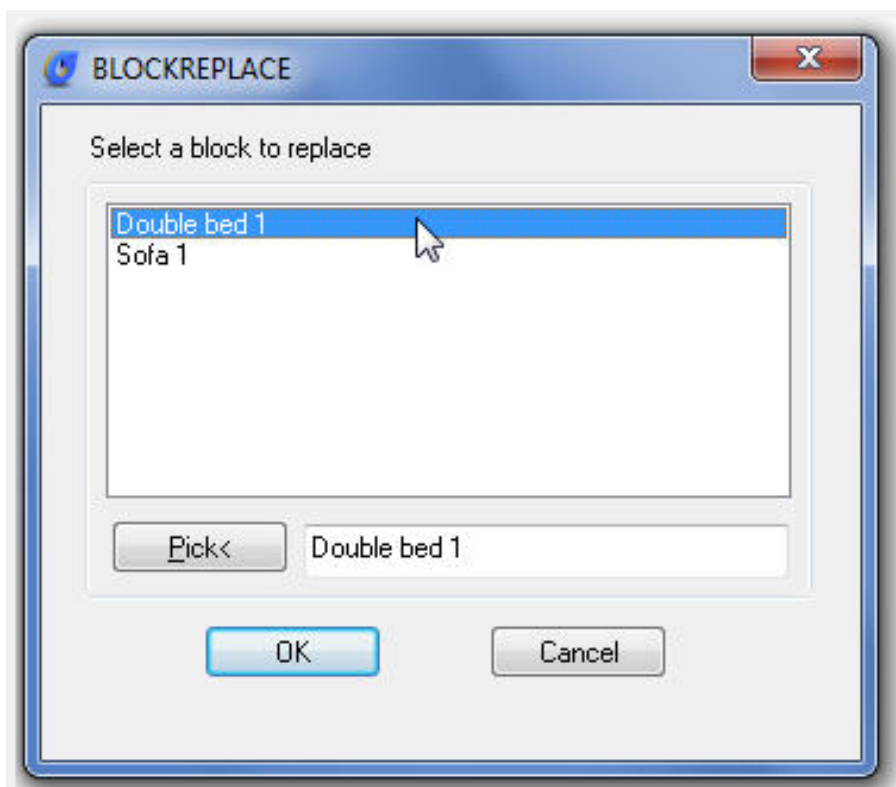 BLOCKREPLACE
Select a block to replace
Double bed 1
Sofa 1
Pick< Double bed 1
OK Cancel